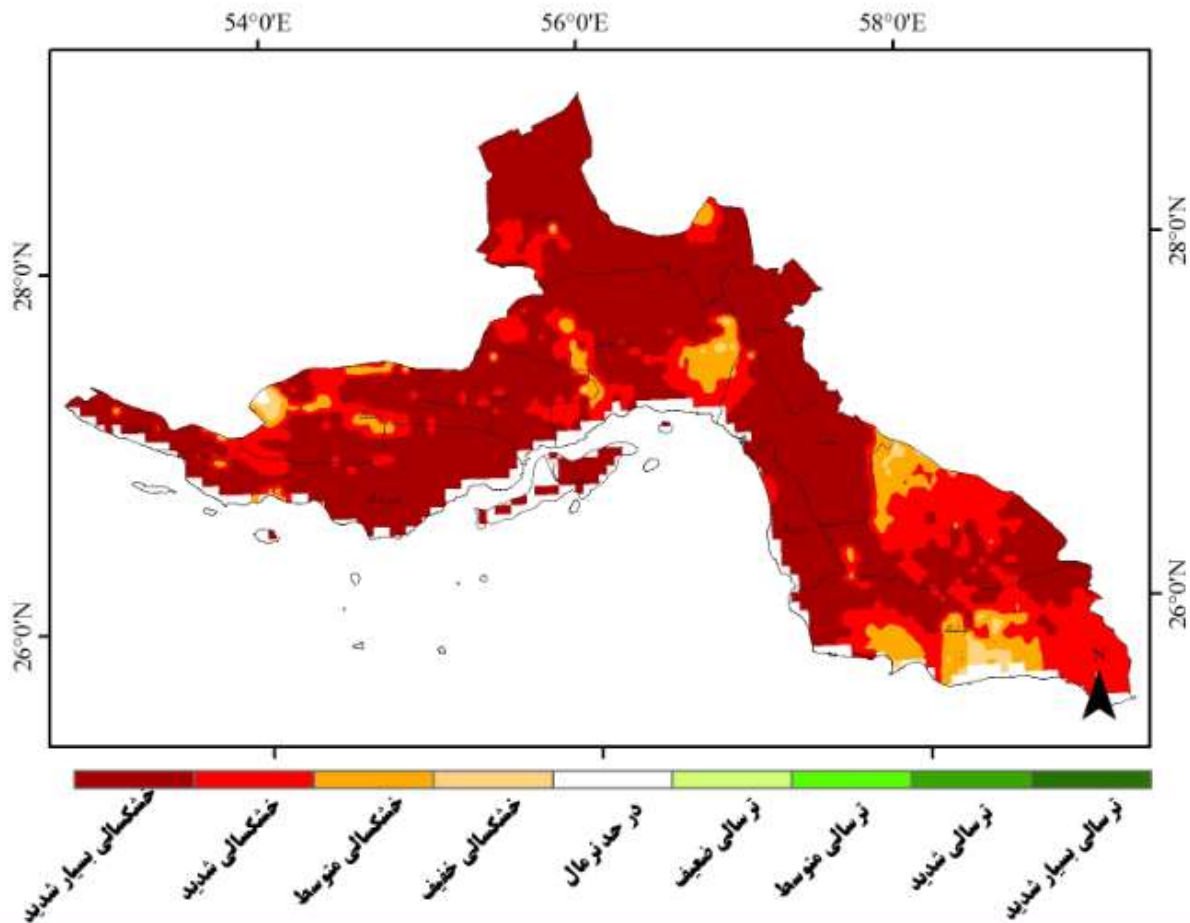 54°0'E
56°0'E
58°0'E
28°0'N
28°0'N
26°0'N
26°0'N
خشکسالی بسیار شدید
خشکسالی شدید
خشکسالی متوسط
خشکسالی خفیف
در حد نرمال
ترسالی ضعیف
ترسالی متوسط
ترسالی شدید
ترسالی بسیار شدید